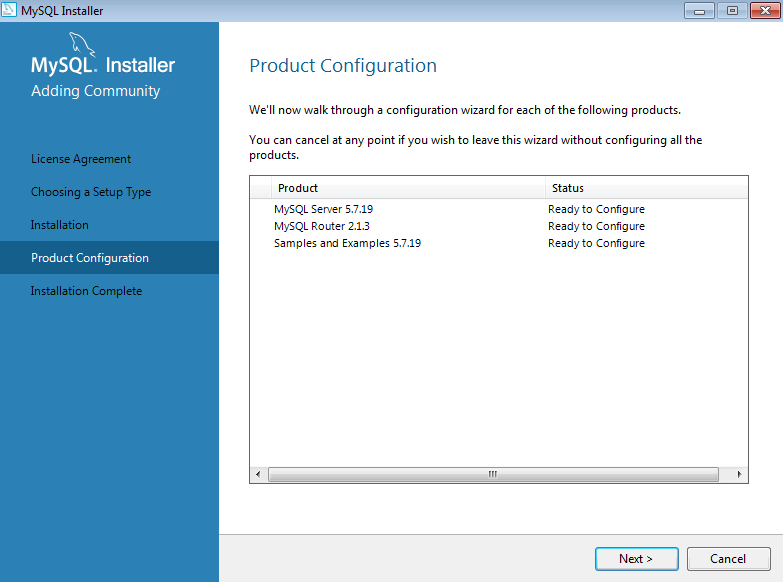 MySQL Installer
MySQL. Installer
Adding Community
License Agreement
Choosing a Setup Type
Installation
Product Configuration
Installation Complete
Product Configuration
We'll now walk through a configuration wizard for each of the following products.
You can cancel at any point if you wish to leave this wizard without configuring all the
products.
Product Status
MySQL Server 5.7.19 Ready to Configure
MySQL Router 2.1.3 Ready to Configure
Samples and Examples 5.7.19 Ready to Configure
Next > Cancel